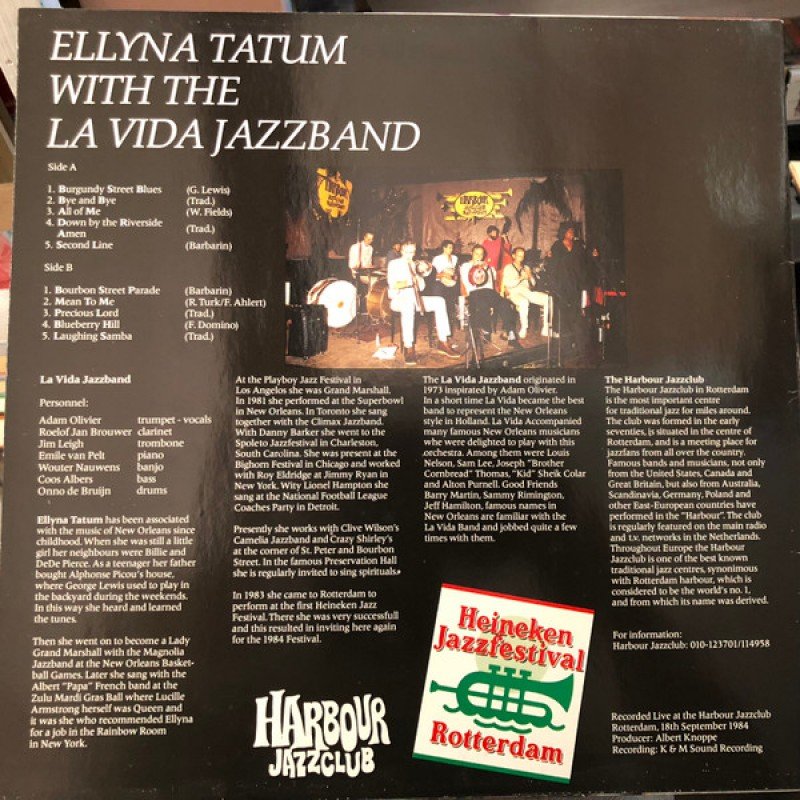 ELLYNA TATUM
WITH THE
LA VIDA JAZZBAND
Side A
1. Burgundy Street Blues (G. Lewis)
2. Bye and Bye (Trad.)
3. All of Me (W. Fields)
4. Down by the Riverside
Amen (Trad.)
5. Second Line (Barbarin)
Side B
1. Bourbon Street Parade (Barbarin)
2. Mean To Me (R. Turk/F. Ahlert)
3. Precious Lord (Trad.)
4. Blueberry Hill (F. Domino)
5. Laughing Samba (Trad.)
HARBOUR
La Vida Jazzband
Personnel:
Adam Olivier trumpet - vocals
Roelof Jan Brouwer clarinet
Jim Leigh trombone
Emile van Pelt piano
Wouter Nauwens banjo
Coos Albers bass
Onno de Bruijn drums
Ellyna Tatum has been associated
with the music of New Orleans since
childhood. When she was still a little
girl her neighbours were Billie and
DeDe Pierce. As a teenager her father
bought Alphonse Picou's house,
where George Lewis used to play in
the backyard during the weekends.
In this way she heard and learned
the tunes.
Then she went on to become a Lady
Grand Marshall with the Magnolia
Jazzband at the New Orleans Basket-
ball Games. Later she sang with the
Albert "Papa" French band at the
Zulu Mardi Gras Ball where Lucille
Armstrong herself was Queen and
it was she who recommended Ellyna
for a job in the Rainbow Room
in New York.
At the Playboy Jazz Festival in
Los Angelos she was Grand Marshall.
In 1981 she performed at the Superbowl
in New Orleans. In Toronto she sang
together with the Climax Jazzband.
With Danny Barker she went to the
Spoleto Jazzfestival in Charleston,
South Carolina. She was present at the
Bighorn Festival in Chicago and worked
with Roy Eldridge at Jimmy Ryan in
New York. Wity Lionel Hampton she
sang at the National Football League
Coaches Party in Detroit.
Presently she works with Clive Wilson's
Camelia Jazzband and Crazy Shirley's
at the corner of St. Peter and Bourbon
Street. In the famous Preservation Hall
she is regularly invited to sing spirituals.
In 1983 she came to Rotterdam to
perform at the first Heineken Jazz
Festival. There she was very successfull
and this resulted in inviting here again
for the 1984 Festival.
HARBOUR
JAZZCLUB
The La Vida Jazzband originated in
1973 inspirated by Adam Olivier.
In a short time La Vida became the best
band to represent the New Orleans
style in Holland. La Vida Accompanied
many famous New Orleans musicians
who were delighted to play with this
orchestra. Among them were Louis
Nelson, Sam Lee, Joseph "Brother
Cornbread" Thomas, "Kid" Sheik Colar
and Alton Purnell. Good Friends
Barry Martin, Sammy Rimington,
Jeff Hamilton, famous names in
New Orleans are familiar with the
La Vida Band and jobbed quite a few
times with them.
Heineken
Jazzfestival
Rotterdam
The Harbour Jazzclub
The Harbour Jazzclub in Rotterdam
is the most important centre
for traditional jazz for miles around.
The club was formed in the early
seventies, is situated in the centre of
Rotterdam, and is a meeting place for
jazzfans from all over the country.
Famous bands and musicians, not only
from the United States, Canada and
Great Britain, but also from Australia,
Scandinavia, Germany, Poland and
other East-European countries have
performed in the "Harbour". The club
is regularly featured on the main radio
and t.v. networks in the Netherlands.
Throughout Europe the Harbour
Jazzclub is one of the best known
traditional jazz centres, synonimous
with Rotterdam harbour, which is
considered to be the world's no. 1,
and from which its name was derived.
For information:
Harbour Jazzclub: 010-123701/114958
Recorded Live at the Harbour Jazzclub
Rotterdam, 18th September 1984
Producer: Albert Knoppe
Recording: K & M Sound Recording